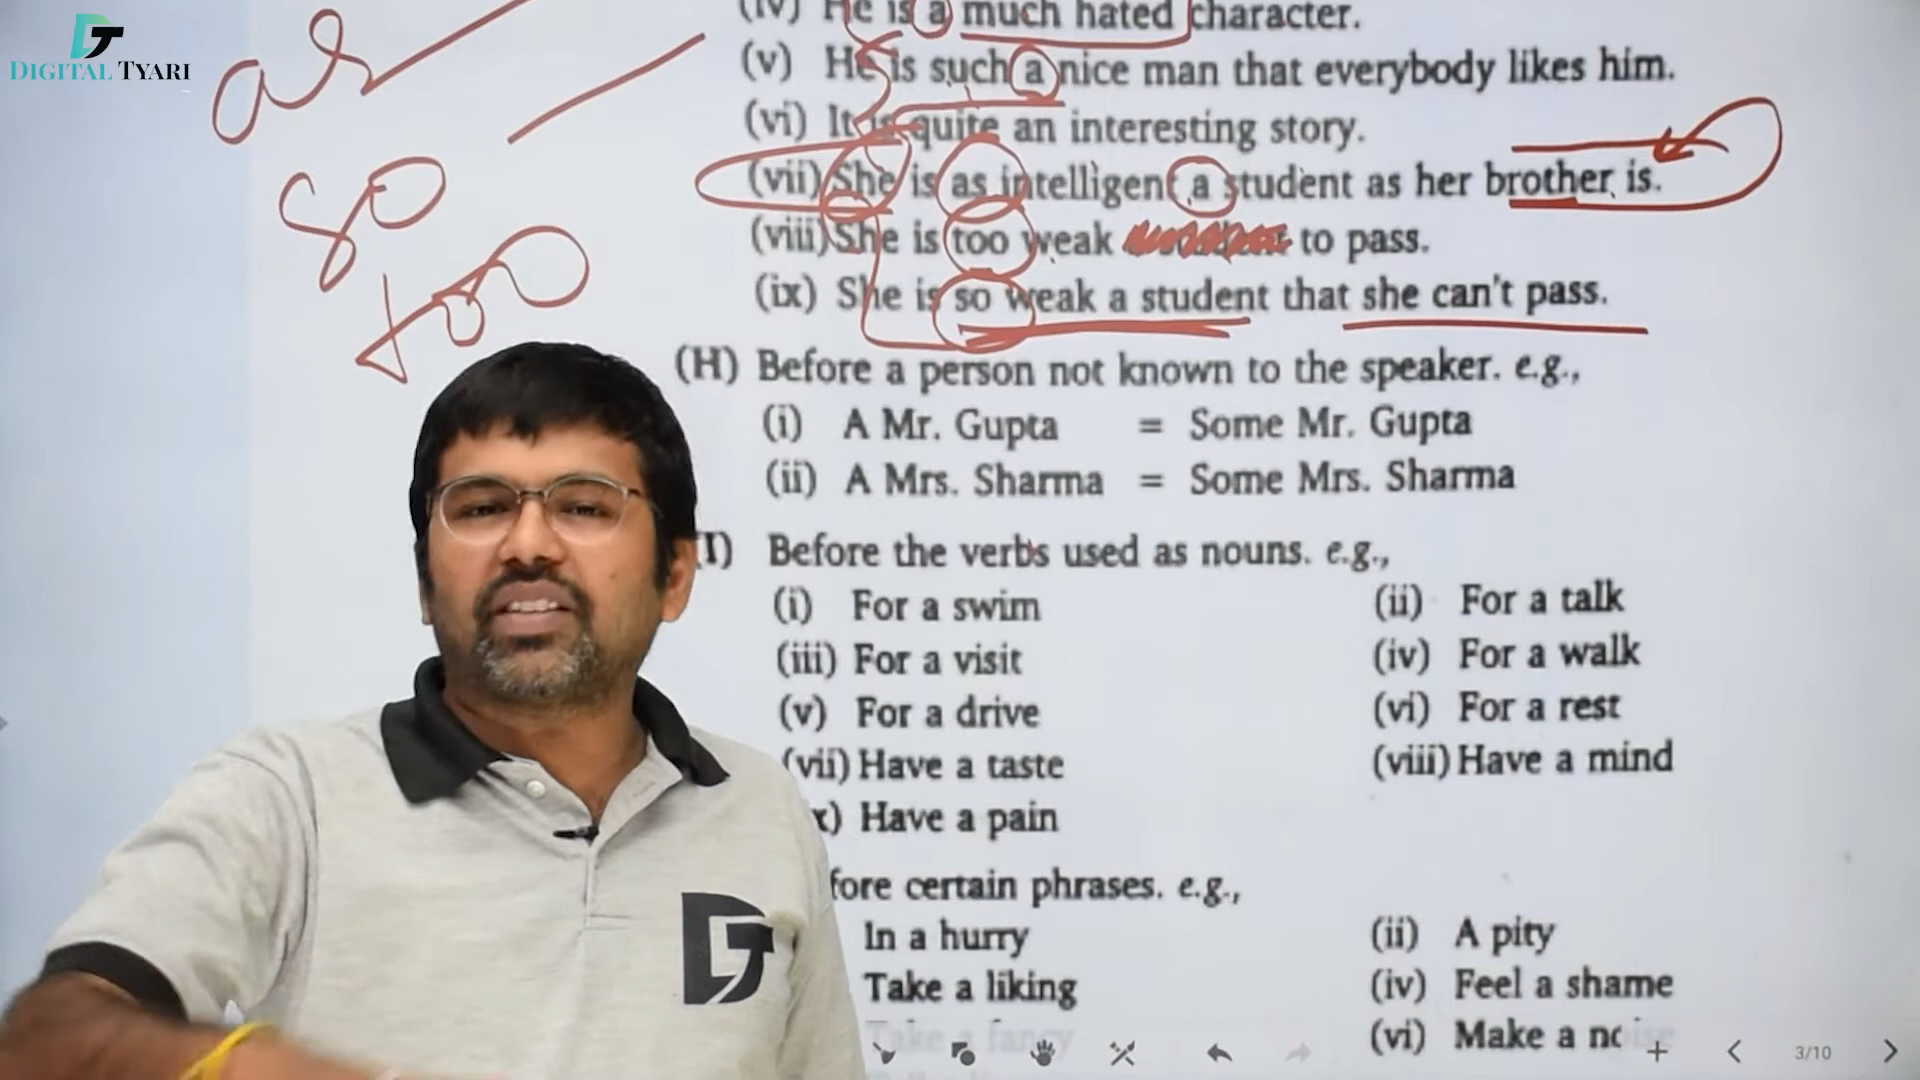 DIGITAL TYARI
as
so
too
(iv) He is a much hated character.
(v) He is such a nice man that everybody likes him.
(vi) It is quite an interesting story.
(vii) She is as intelligent a student as her brother is.
(viii) She is too weak to pass.
(ix) She is so weak a student that she can't pass.
(H) Before a person not known to the speaker. e.g.,
(i) A Mr. Gupta = Some Mr. Gupta
(ii) A Mrs. Sharma = Some Mrs. Sharma
I) Before the verbs used as nouns. e.g.,
(i) For a swim (ii) For a talk
(iii) For a visit (iv) For a walk
(v) For a drive (vi) For a rest
(vii) Have a taste (viii) Have a mind
x) Have a pain
fore certain phrases. e.g.,
In a hurry (ii) A pity
Take a liking (iv) Feel a shame
Take a fancy (vi) Make a noise
3/10
DT